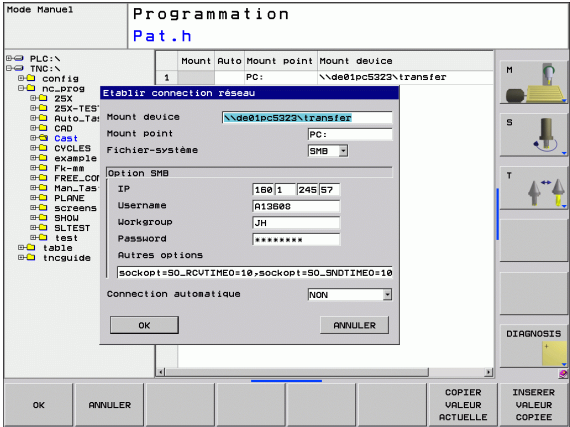 Mode Manuel
Programmation
Pat.h
PLC:\
TNC:\
config
nc_prog
25X
25X-TES
Auto_Ta
CAD
Cast
CYCLES
example
Fk-mm
FREE_CO
Man_Tas
PLANE
screens
SHOW
SLTEST
test
table
tncguide
Mount Auto Mount point Mount device
1 PC: \\de01pc5323\transfer
Etablir connection réseau
Mount device \\de01pc5323\transfer
Mount point PC:
Fichier-système SMB
Option SMB
IP 160 1 245 57
Username A13608
Workgroup JH
Password ********
Autres options
sockopt=SO_RCVTIMEO=10,sockopt=SO_SNDTIMEO=10
Connection automatique NON
OK ANNULER
M
S
T
DIAGNOSIS
OK
ANNULER
COPIER
VALEUR
ACTUELLE
INSERER
VALEUR
COPIEE